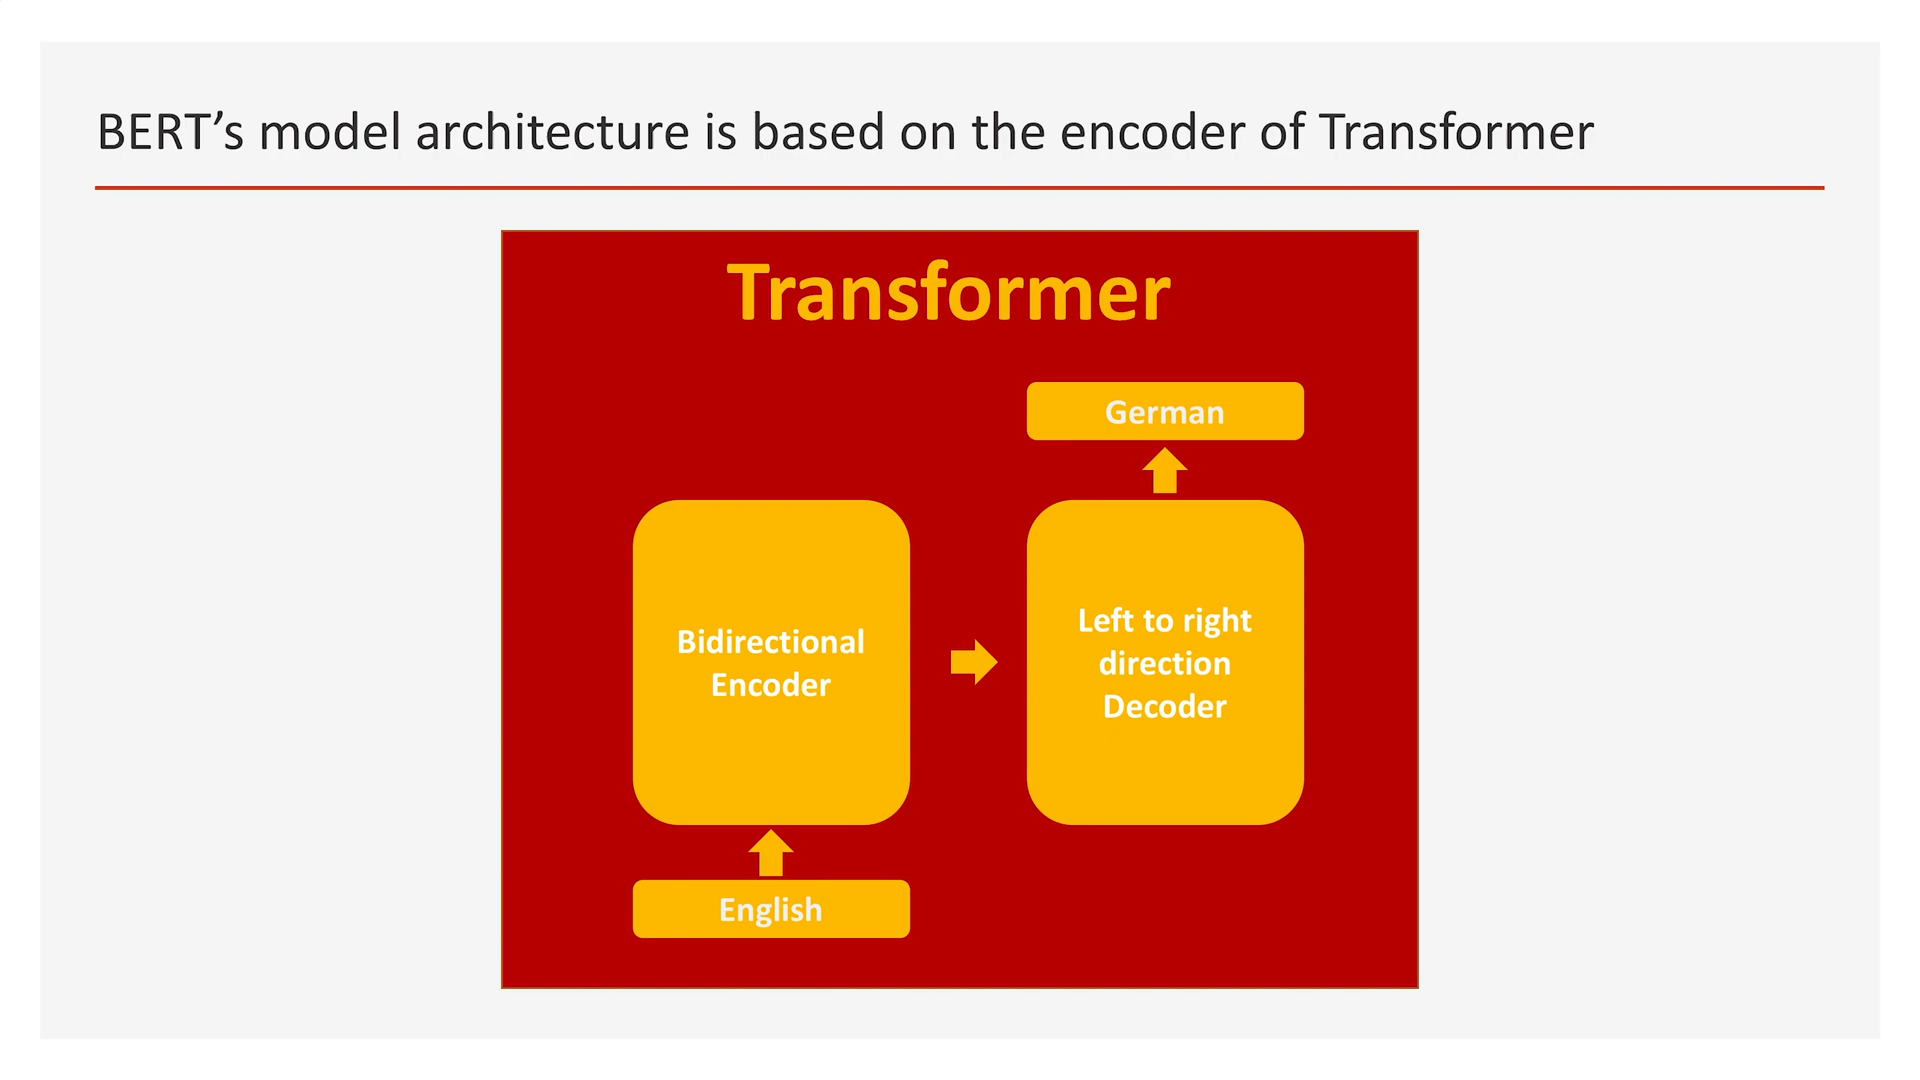 BERT’s model architecture is based on the encoder of Transformer
Transformer
German
Bidirectional
Encoder
Left to right
direction
Decoder
English